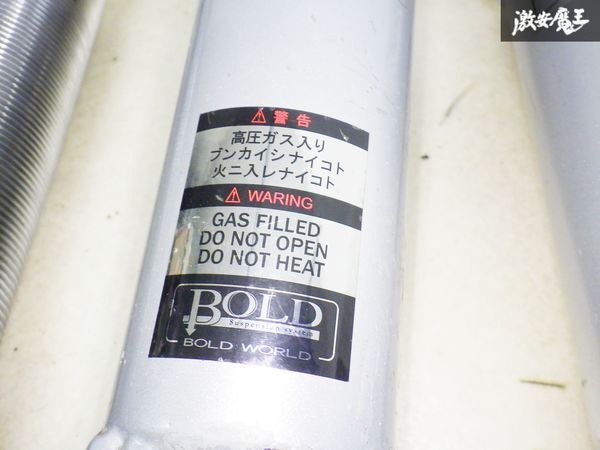 激安魔王
⚠ 警告
高圧ガス入り
ブンカイシナイコト
火ニ入レナイコト
⚠ WARING
GAS FILLED
DO NOT OPEN
DO NOT HEAT
BOLD
Suspension system
BOLD WORLD